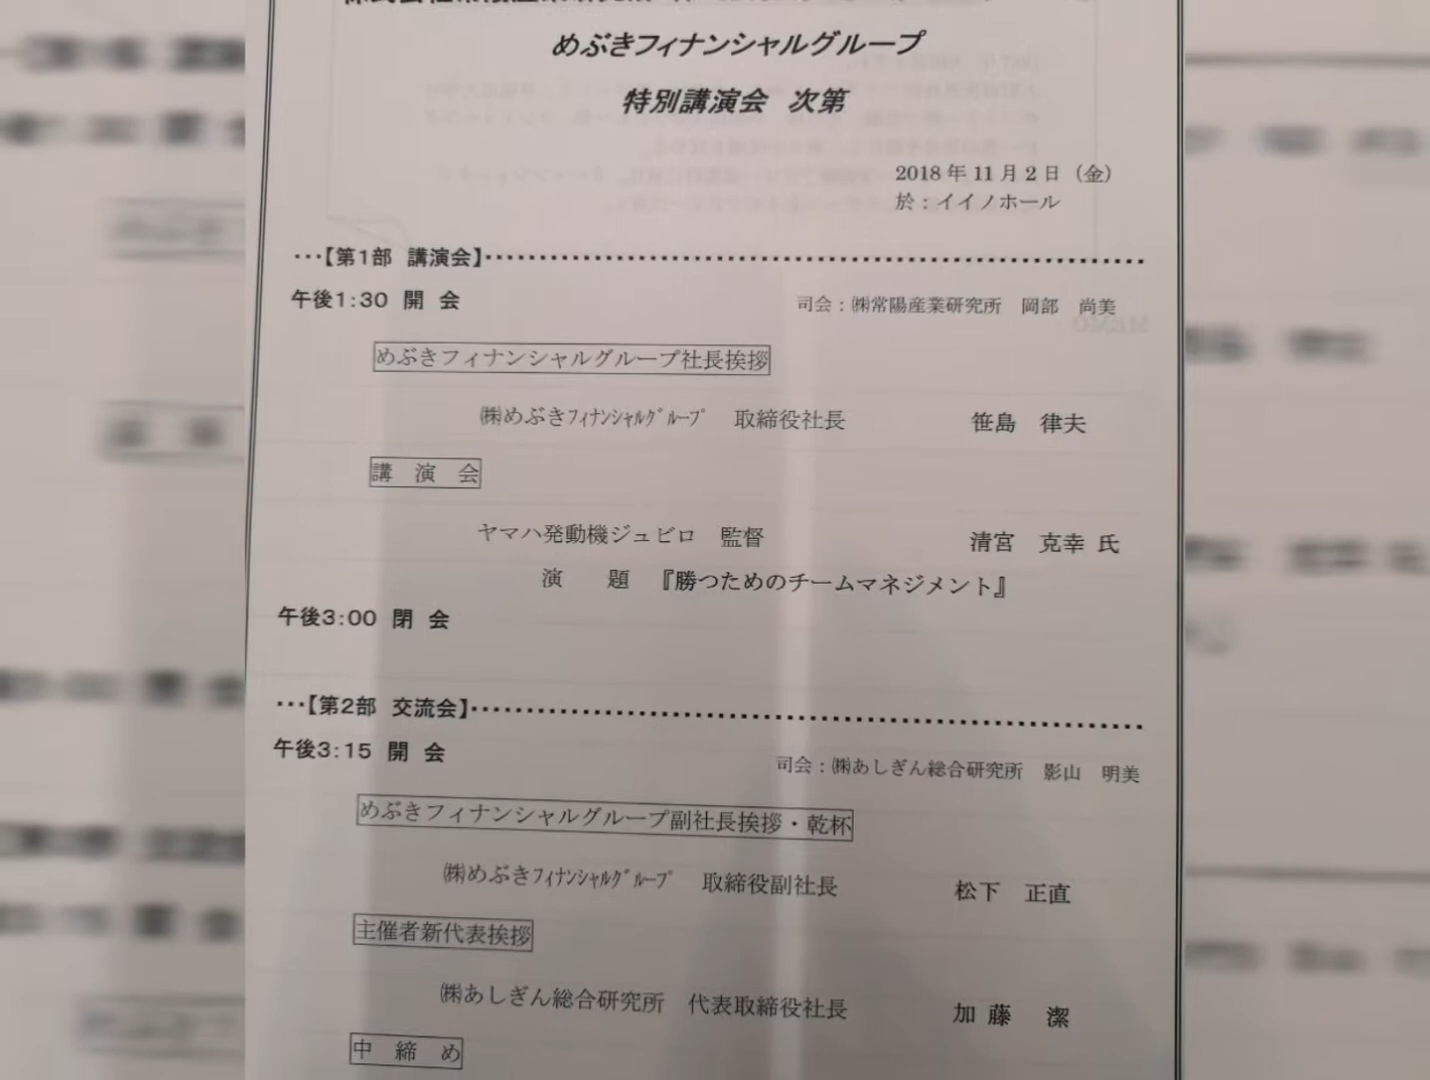 めぶきフィナンシャルグループ
特別講演会 次第
2018年11月2日（金）
於：イイノホール
…【第1部 講演会】………
午後1:30 開 会 司会：㈱常陽産業研究所 岡部 尚美
めぶきフィナンシャルグループ社長挨拶
㈱めぶきﾌｨﾅﾝｼｬﾙｸﾞﾙｰﾌﾟ 取締役社長 笹島 律夫
講 演 会
ヤマハ発動機ジュビロ 監督 清宮 克幸 氏
演 題 『勝つためのチームマネジメント』
午後3:00 閉 会
…【第2部 交流会】………
午後3:15 開 会 司会：㈱あしぎん総合研究所 影山 明美
めぶきフィナンシャルグループ副社長挨拶・乾杯
㈱めぶきﾌｨﾅﾝｼｬﾙｸﾞﾙｰﾌﾟ 取締役副社長 松下 正直
主催者新代表挨拶
㈱あしぎん総合研究所 代表取締役社長 加藤 潔
中 締 め